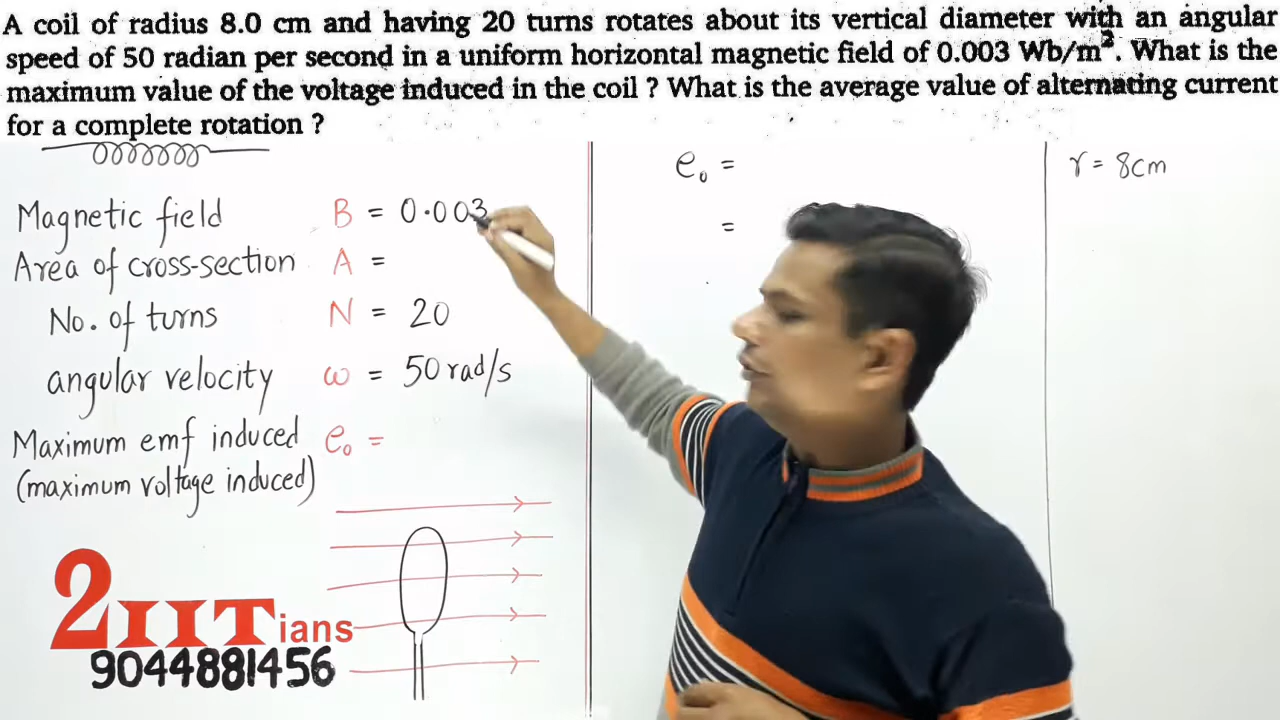 A coil of radius 8.0 cm and having 20 turns rotates about its vertical diameter with an angular
speed of 50 radian per second in a uniform horizontal magnetic field of 0.003 Wb/m². What is the
maximum value of the voltage induced in the coil ? What is the average value of alternating current
for a complete rotation ?
Magnetic field B = 0.003
Area of cross-section A =
No. of turns N = 20
angular velocity ω = 50 rad/s
Maximum emf induced e₀ =
(maximum voltage induced)
2IITians
9044881456
e₀ =
=
r = 8cm